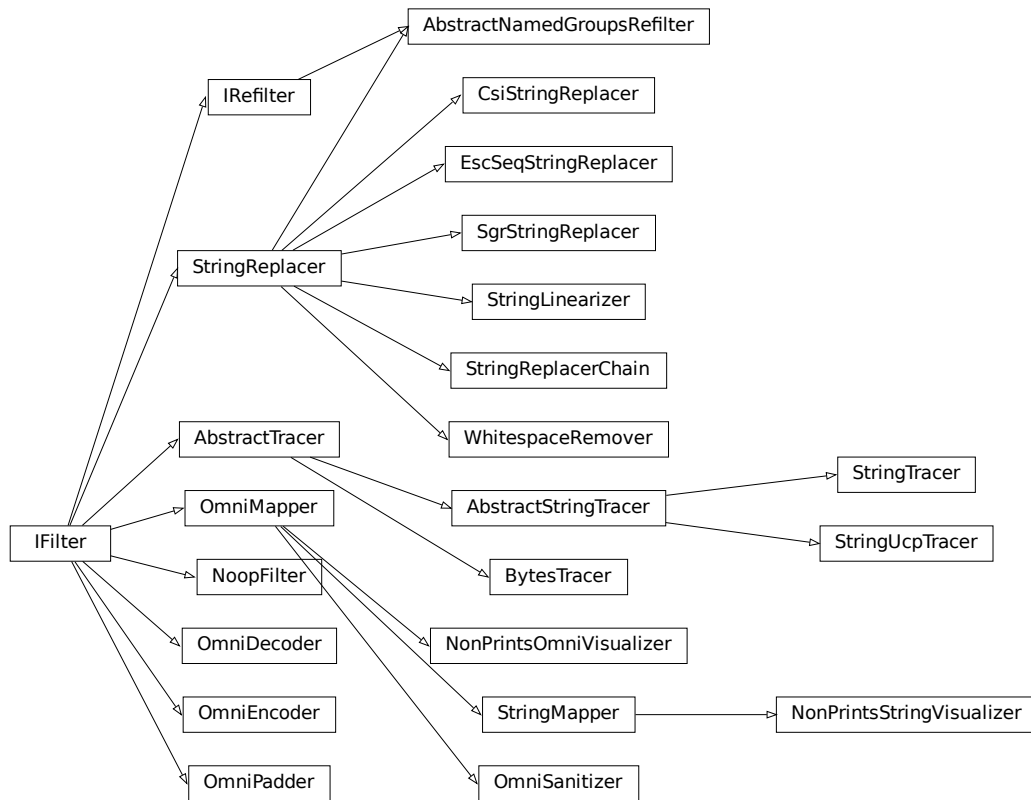 AbstractNamedGroupsRefilter
IRefilter
CsiStringReplacer
EscSeqStringReplacer
SgrStringReplacer
StringReplacer
StringLinearizer
StringReplacerChain
AbstractTracer
WhitespaceRemover
StringTracer
OmniMapper
AbstractStringTracer
IFilter
StringUcpTracer
NoopFilter
BytesTracer
OmniDecoder
NonPrintsOmniVisualizer
OmniEncoder
StringMapper
NonPrintsStringVisualizer
OmniPadder
OmniSanitizer